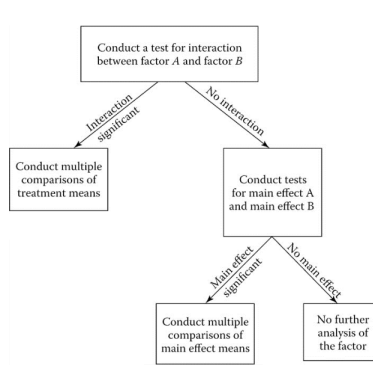 Conduct a test for interaction
between factor A and factor B
Interaction
significant
No interaction
Conduct multiple
comparisons of
treatment means
Conduct tests
for main effect A
and main effect B
Main effect
significant
No main effect
Conduct multiple
comparisons of
main effect means
No further
analysis of
the factor